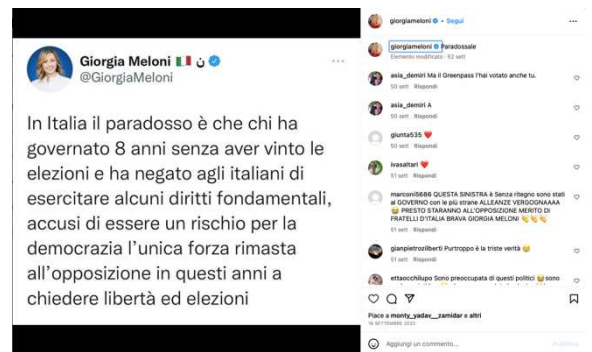 Giorgia Meloni 🇮🇹 ن
@GiorgiaMeloni
In Italia il paradosso è che chi ha
governato 8 anni senza aver vinto le
elezioni e ha negato agli italiani di
esercitare alcuni diritti fondamentali,
accusi di essere un rischio per la
democrazia l'unica forza rimasta
all'opposizione in questi anni a
chiedere libertà ed elezioni
giorgiameloni • Segui
giorgiameloni Paradossale
Elemento modificato · 52 sett
asia_demiri Ma il Greenpass l'hai votato anche tu.
50 sett Rispondi
asia_demiri A
50 sett Rispondi
giunta535 ❤️
50 sett Rispondi
ivasaltari ❤️
51 sett Rispondi
marconi5686 QUESTA SINISTRA è Senza ritegno sono stati
al GOVERNO con le più strane ALLEANZE VERGOGNAAAA
😂 PRESTO STARANNO ALL'OPPOSIZIONE MERITO DI
FRATELLI D'ITALIA BRAVA GIORGIA MELONI 👏👏👏
51 sett Rispondi
gianpietrozilberti Purtroppo è la triste verità 😢
51 sett Rispondi
ettaocchilupo Sono preoccupata di questi politici 😂sono
Piace a monty_yadav__zamidar e altri
15 SETTEMBRE 2022
Aggiungi un commento...
Pubblica